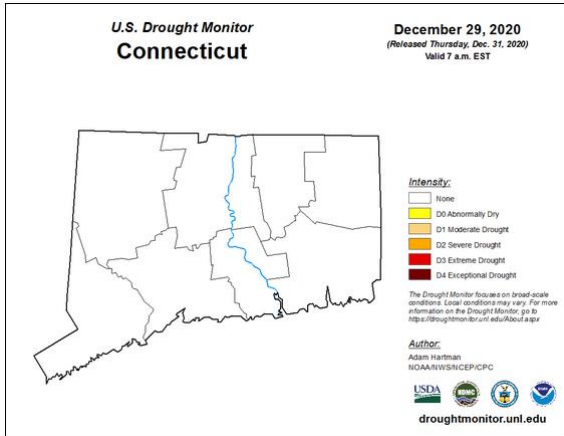 U.S. Drought Monitor
Connecticut
December 29, 2020
(Released Thursday, Dec. 31, 2020)
Valid 7 a.m. EST
Intensity:
None
D0 Abnormally Dry
D1 Moderate Drought
D2 Severe Drought
D3 Extreme Drought
D4 Exceptional Drought
The Drought Monitor focuses on broad-scale
conditions. Local conditions may vary. For more
information on the Drought Monitor, go to
https://droughtmonitor.unl.edu/About.aspx
Author:
Adam Hartman
NOAA/NWS/NCEP/CPC
USDA
NDMC
droughtmonitor.unl.edu